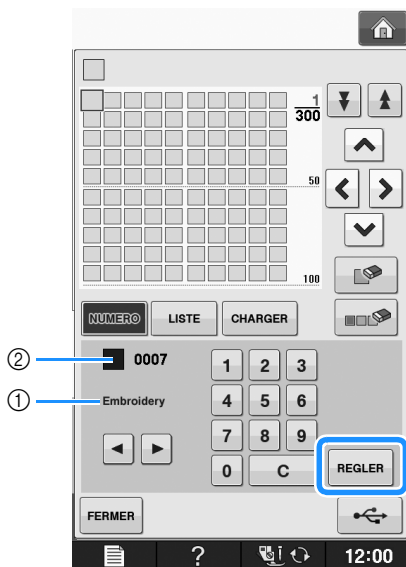 1
300
50
100
NUMERO LISTE CHARGER
② 0007
① Embroidery
1 2 3
4 5 6
7 8 9
0 C
REGLER
FERMER
? 12:00